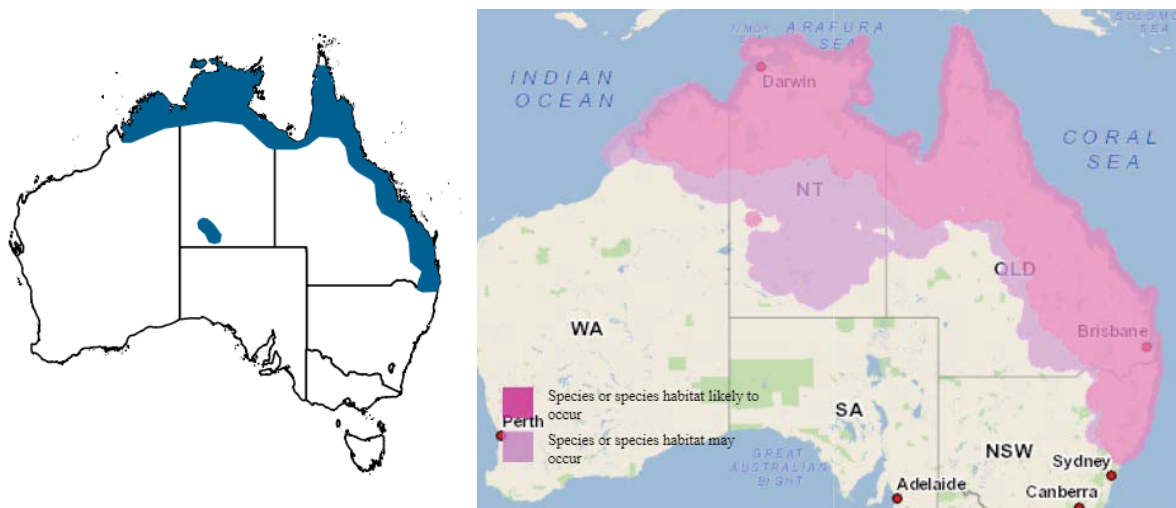 TIMOR
SEA
ARAFURA
SEA
SOLOMON
SEA
INDIAN
OCEAN
Darwin
CORAL
SEA
NT
QLD
WA
Brisbane
Species or species habitat likely to
occur
Perth
Species or species habitat may
occur
SA
NSW
GREAT
AUSTRALIAN
BIGHT
Sydney
Adelaide
Canberra